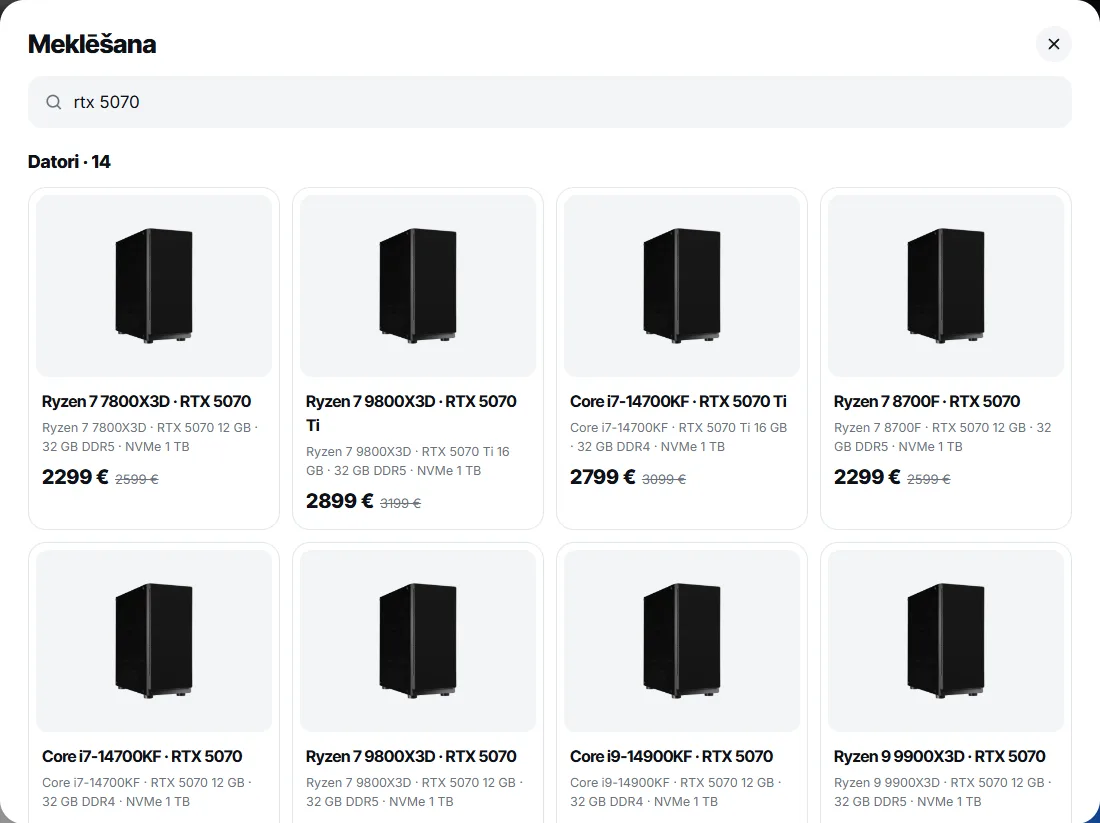 Meklēšana
rtx 5070
Datori · 14
Ryzen 7 7800X3D · RTX 5070
Ryzen 7 7800X3D · RTX 5070 12 GB ·
32 GB DDR5 · NVMe 1 TB
2299 € 2599 €
Ryzen 7 9800X3D · RTX 5070
Ti
Ryzen 7 9800X3D · RTX 5070 Ti 16
GB · 32 GB DDR5 · NVMe 1 TB
2899 € 3199 €
Core i7-14700KF · RTX 5070 Ti
Core i7-14700KF · RTX 5070 Ti 16 GB
· 32 GB DDR4 · NVMe 1 TB
2799 € 3099 €
Ryzen 7 8700F · RTX 5070
Ryzen 7 8700F · RTX 5070 12 GB · 32
GB DDR5 · NVMe 1 TB
2299 € 2599 €
Core i7-14700KF · RTX 5070
Core i7-14700KF · RTX 5070 12 GB ·
32 GB DDR4 · NVMe 1 TB
Ryzen 7 9800X3D · RTX 5070
Ryzen 7 9800X3D · RTX 5070 12 GB ·
32 GB DDR5 · NVMe 1 TB
Core i9-14900KF · RTX 5070
Core i9-14900KF · RTX 5070 12 GB ·
32 GB DDR4 · NVMe 1 TB
Ryzen 9 9900X3D · RTX 5070
Ryzen 9 9900X3D · RTX 5070 12 GB ·
32 GB DDR5 · NVMe 1 TB